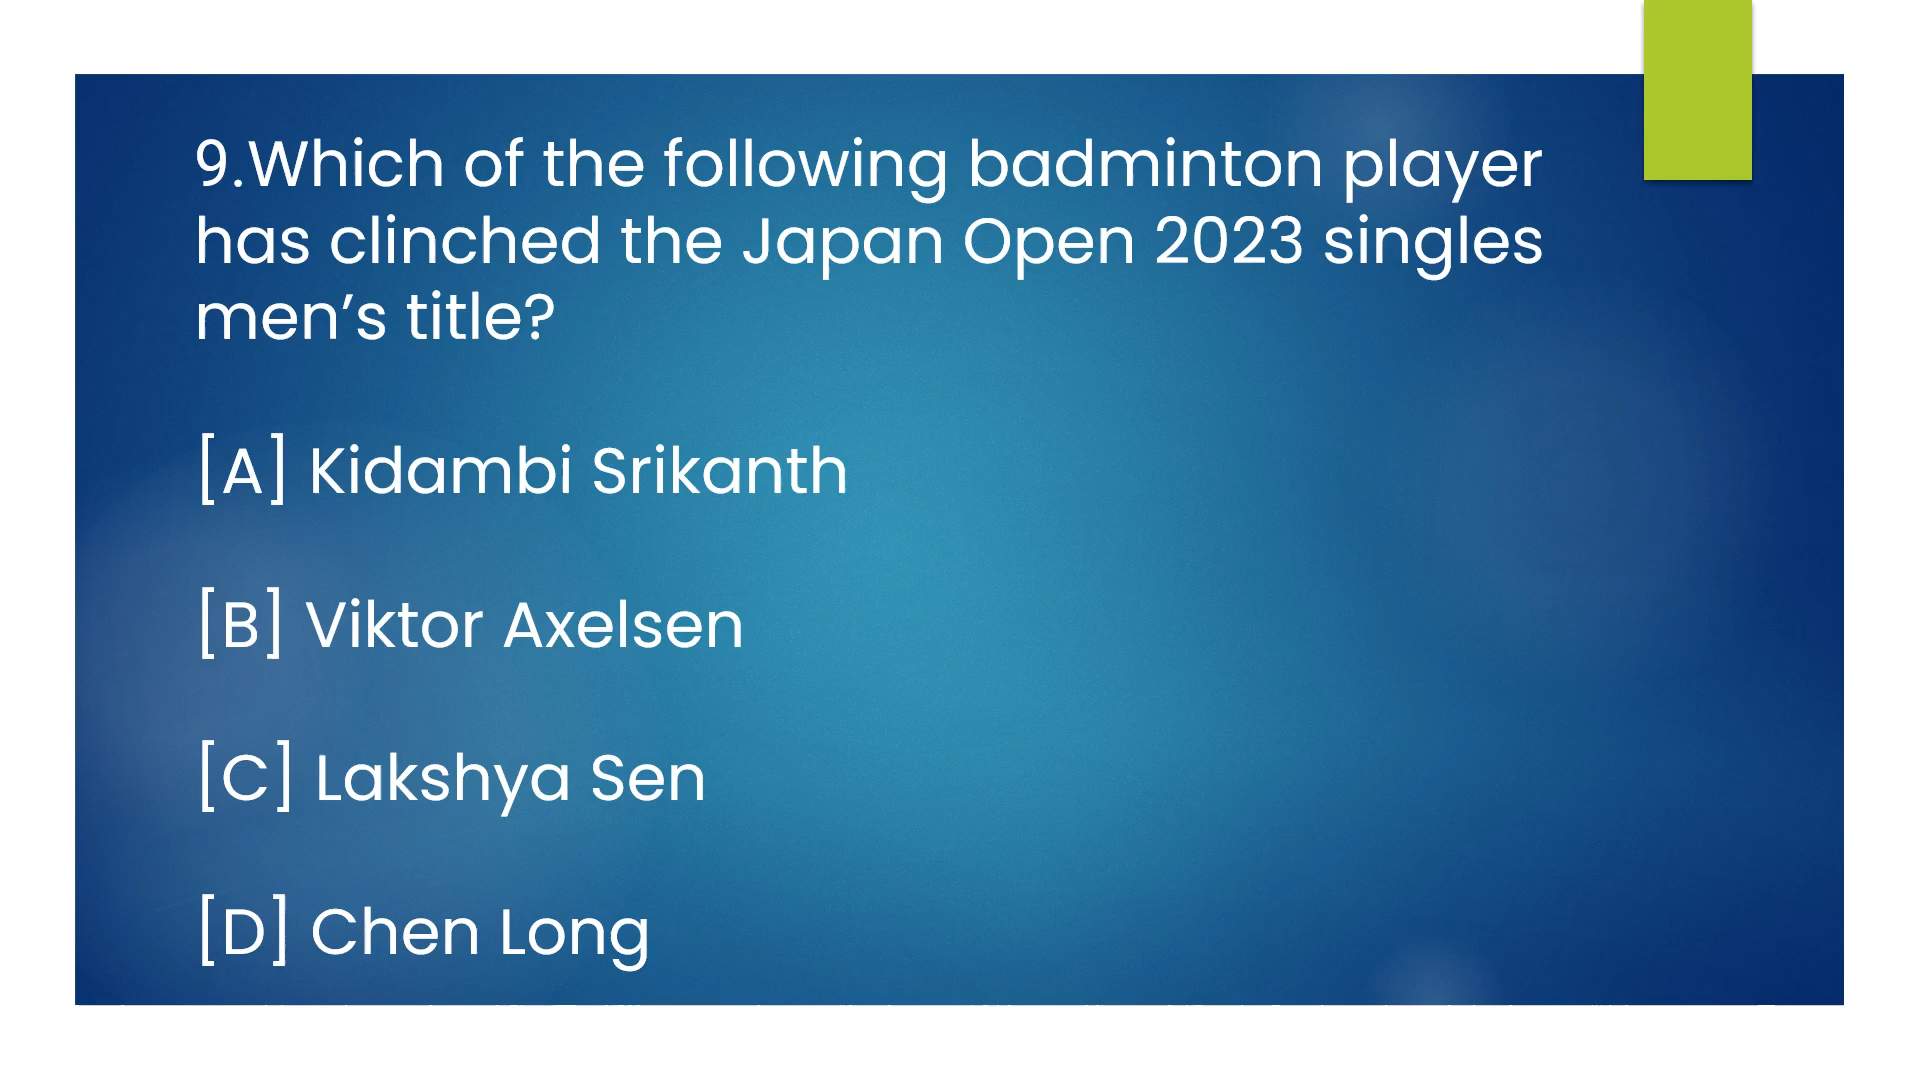 9.Which of the following badminton player
has clinched the Japan Open 2023 singles
men’s title?
[A] Kidambi Srikanth
[B] Viktor Axelsen
[C] Lakshya Sen
[D] Chen Long